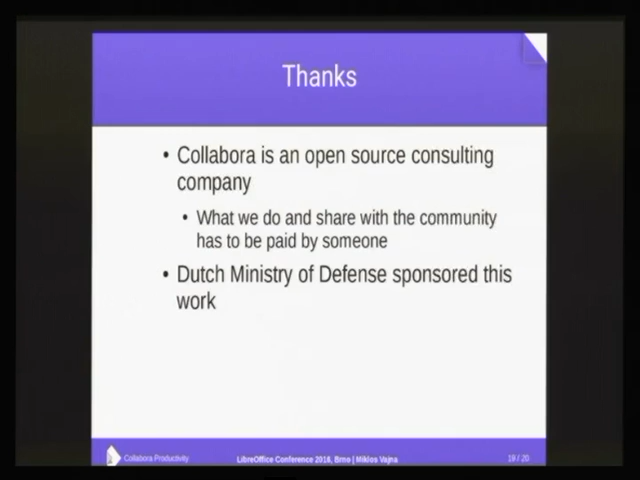 Thanks
• Collabora is an open source consulting
company
• What we do and share with the community
has to be paid by someone
• Dutch Ministry of Defense sponsored this
work
Collabora Productivity
LibreOffice Conference 2016, Brno | Miklos Vajna
19 / 20